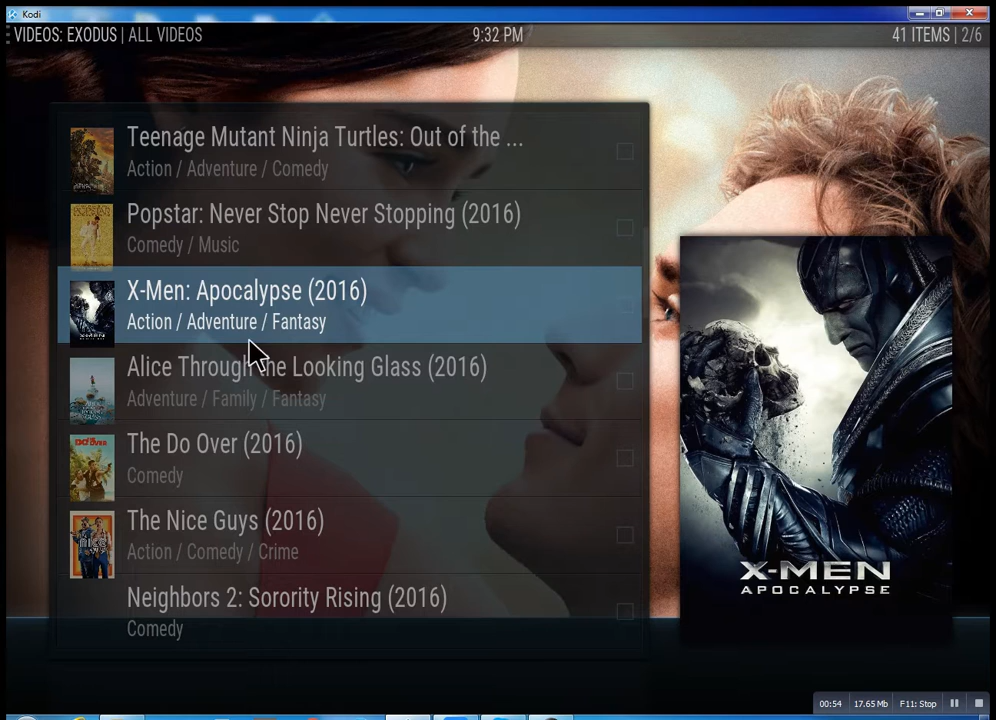 Kodi
VIDEOS: EXODUS | ALL VIDEOS
9:32 PM
41 ITEMS | 2/6
Teenage Mutant Ninja Turtles: Out of the ...
Action / Adventure / Comedy
Popstar: Never Stop Never Stopping (2016)
Comedy / Music
X-Men: Apocalypse (2016)
Action / Adventure / Fantasy
Alice Through the Looking Glass (2016)
Adventure / Family / Fantasy
The Do Over (2016)
Comedy
The Nice Guys (2016)
Action / Comedy / Crime
Neighbors 2: Sorority Rising (2016)
Comedy
X-MEN
APOCALYPSE
00:54
17.65 Mb
F11: Stop